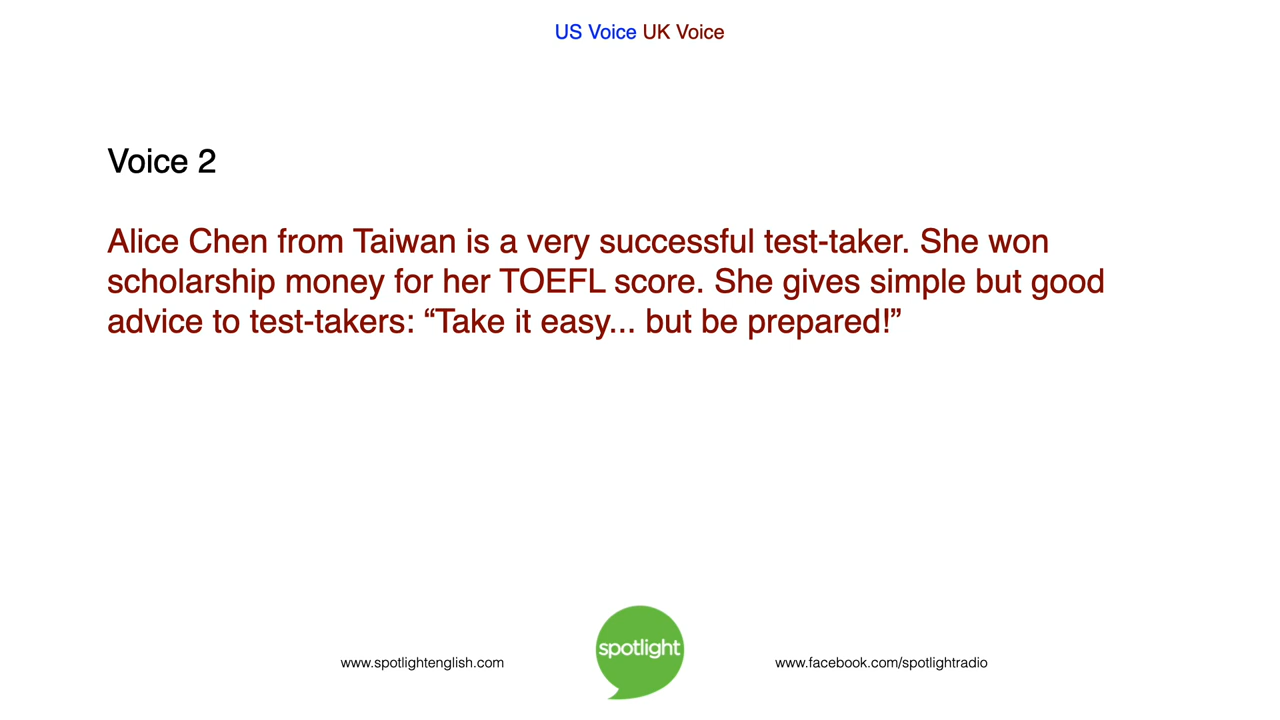 US Voice UK Voice
Voice 2
Alice Chen from Taiwan is a very successful test-taker. She won
scholarship money for her TOEFL score. She gives simple but good
advice to test-takers: “Take it easy... but be prepared!”
spotlight
www.spotlightenglish.com
www.facebook.com/spotlightradio